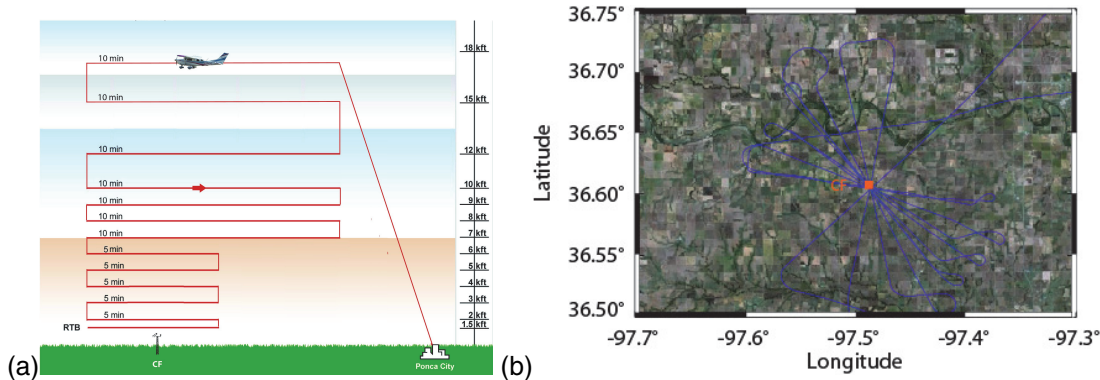 18 kft
10 min
10 min
15 kft
10 min
12 kft
10 min
10 kft
10 min
9 kft
10 min
8 kft
10 min
7 kft
5 min
6 kft
5 min
5 kft
5 min
4 kft
5 min
3 kft
5 min
2 kft
RTB
1.5 kft
CF
Ponca City
(a)
36.75°
36.70°
36.65°
36.60°
36.55°
36.50°
Latitude
CF
-97.7 -97.6 -97.5 -97.4 -97.3°
Longitude
(b)